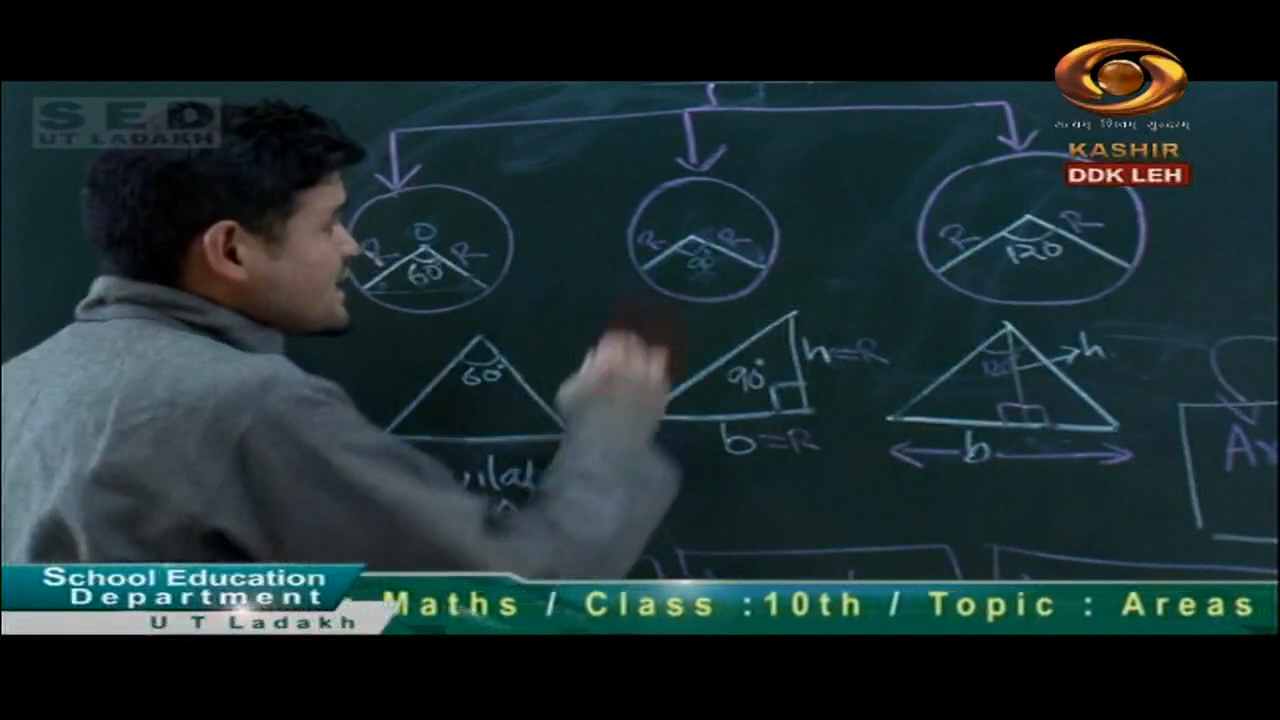 SED
UT LADAKH
सत्यम् शिवम् सुन्दरम्
KASHIR
DDK LEH
O
R R
60°
R R
90
R R
120
60°
90°
h=R
b=R
120°
h
b
School Education
Department
U T Ladakh
Maths / Class :10th / Topic : Areas